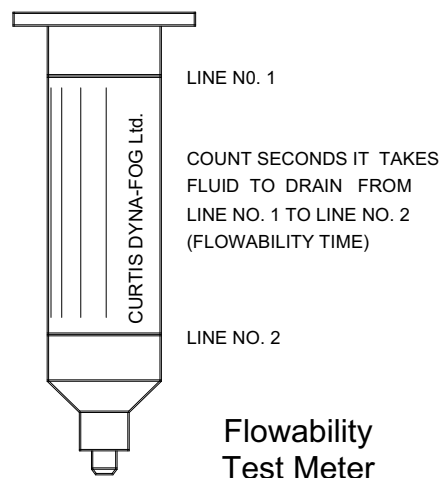 LINE N0. 1
COUNT SECONDS IT TAKES
FLUID TO DRAIN FROM
LINE NO. 1 TO LINE NO. 2
(FLOWABILITY TIME)
CURTIS DYNA-FOG Ltd.
LINE NO. 2
Flowability
Test Meter